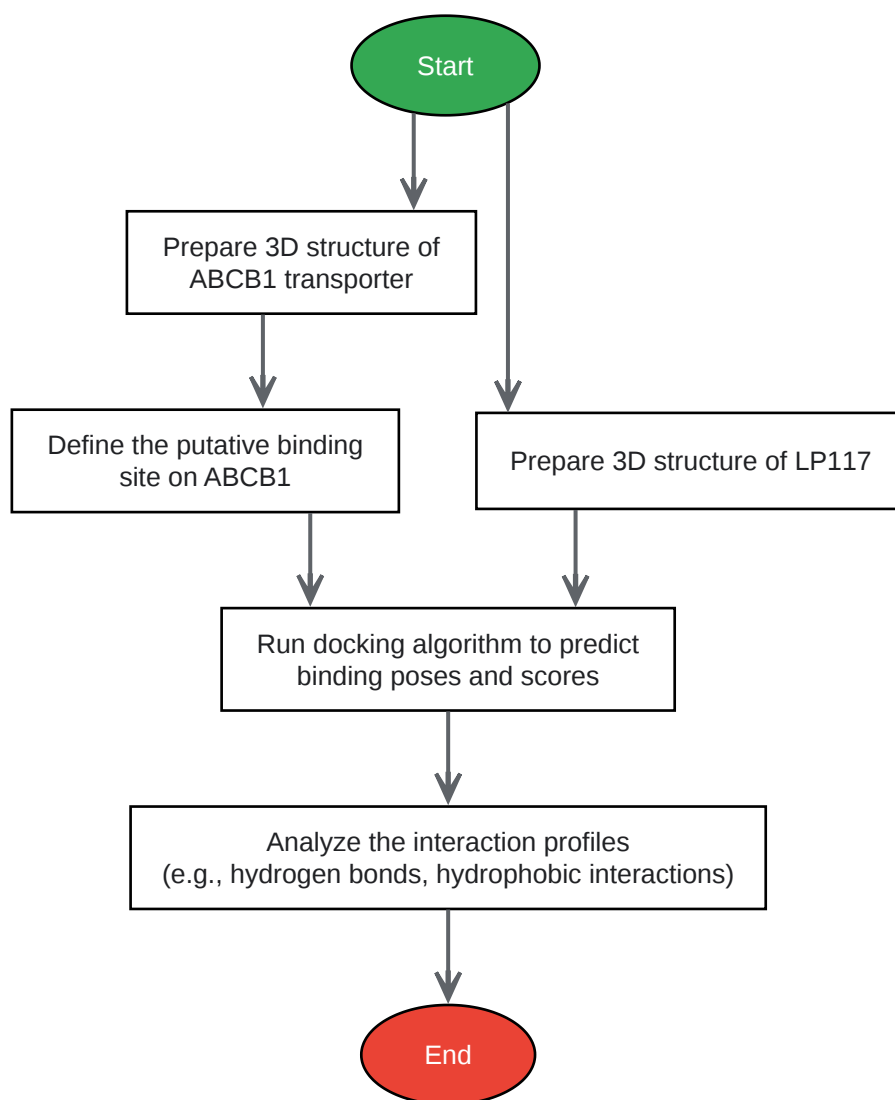 Start
Prepare 3D structure of
ABCB1 transporter
Define the putative binding
site on ABCB1
Prepare 3D structure of LP117
Run docking algorithm to predict
binding poses and scores
Analyze the interaction profiles
(e.g., hydrogen bonds, hydrophobic interactions)
End